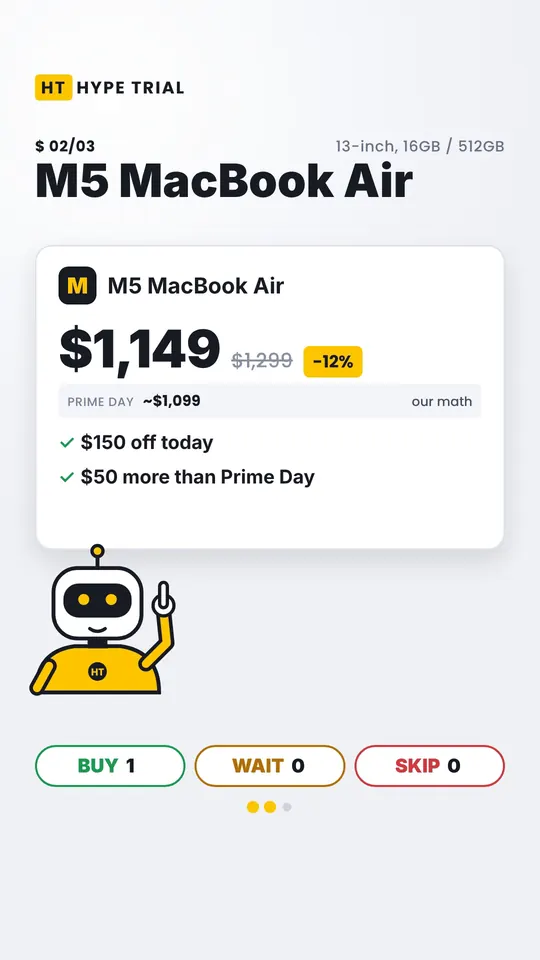 HT HYPE TRIAL
$ 02/03
13-inch, 16GB / 512GB
M5 MacBook Air
M M5 MacBook Air
$1,149 $1,299 −12%
PRIME DAY ~$1,099 our math
✓ $150 off today
✓ $50 more than Prime Day
HT
BUY 1 WAIT 0 SKIP 0